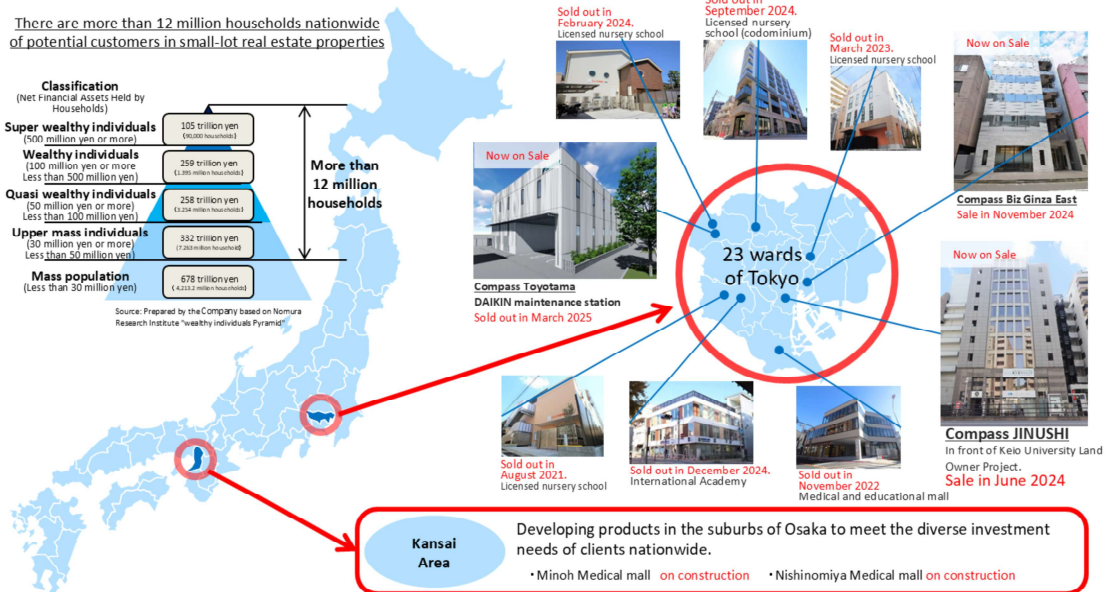 There are more than 12 million households nationwide
of potential customers in small-lot real estate properties
Classification
(Net Financial Assets Held by
Households)
Super wealthy individuals
(500 million yen or more)
105 trillion yen
(90,000 households)
Wealthy individuals
(100 million yen or more
Less than 500 million yen)
259 trillion yen
(1.395 million households)
Quasi wealthy individuals
(50 million yen or more)
Less than 100 million yen)
258 trillion yen
(3.254 million households)
Upper mass individuals
(30 million yen or more)
Less than 50 million yen)
332 trillion yen
(7.263 million household)
Mass population
(Less than 30 million yen)
678 trillion yen
( 4,213.2 million households)
More than
12 million
households
Source: Prepared by the Company based on Nomura
Research Institute "wealthy individuals Pyramid"
Sold out in
February 2024.
Licensed nursery school
Sold out in
September 2024.
Licensed nursery
school (codominium)
Sold out in
March 2023.
Licensed nursery school
Now on Sale
Compass Biz Ginza East
Sale in November 2024
Now on Sale
Compass Toyotama
DAIKIN maintenance station
Sold out in March 2025
23 wards
of Tokyo
Now on Sale
Compass JINUSHI
In front of Keio University Land
Owner Project.
Sale in June 2024
Sold out in
August 2021.
Licensed nursery school
Sold out in December 2024.
International Academy
Sold out in
November 2022
Medical and educational mall
Kansai
Area
Developing products in the suburbs of Osaka to meet the diverse investment
needs of clients nationwide.
・Minoh Medical mall on construction ・Nishinomiya Medical mall on construction